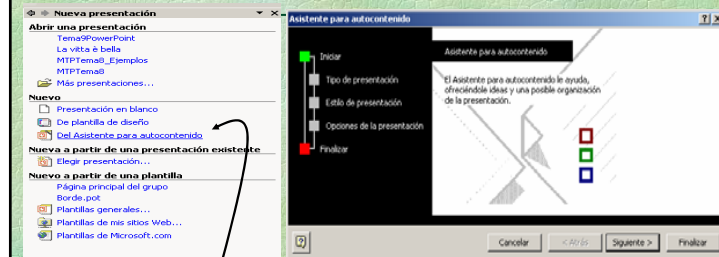 Nueva presentación
Abrir una presentación
Tema9PowerPoint
La vitta è bella
MTPTema8_Ejemplos
MTPTema8
Más presentaciones...
Nuevo
Presentación en blanco
De plantilla de diseño
Del Asistente para autocontenido
Nueva a partir de una presentación existente
Elegir presentación...
Nuevo a partir de una plantilla
Página principal del grupo
Borde.pot
Plantillas generales...
Plantillas de mis sitios Web...
Plantillas de Microsoft.com
Asistente para autocontenido
Iniciar
Tipo de presentación
Estilo de presentación
Opciones de la presentación
Finalizar
Asistente para autocontenido
El Asistente para autocontenido le ayuda,
ofreciéndole ideas y una posible organización
de la presentación.
Cancelar
< Atrás
Siguiente >
Finalizar